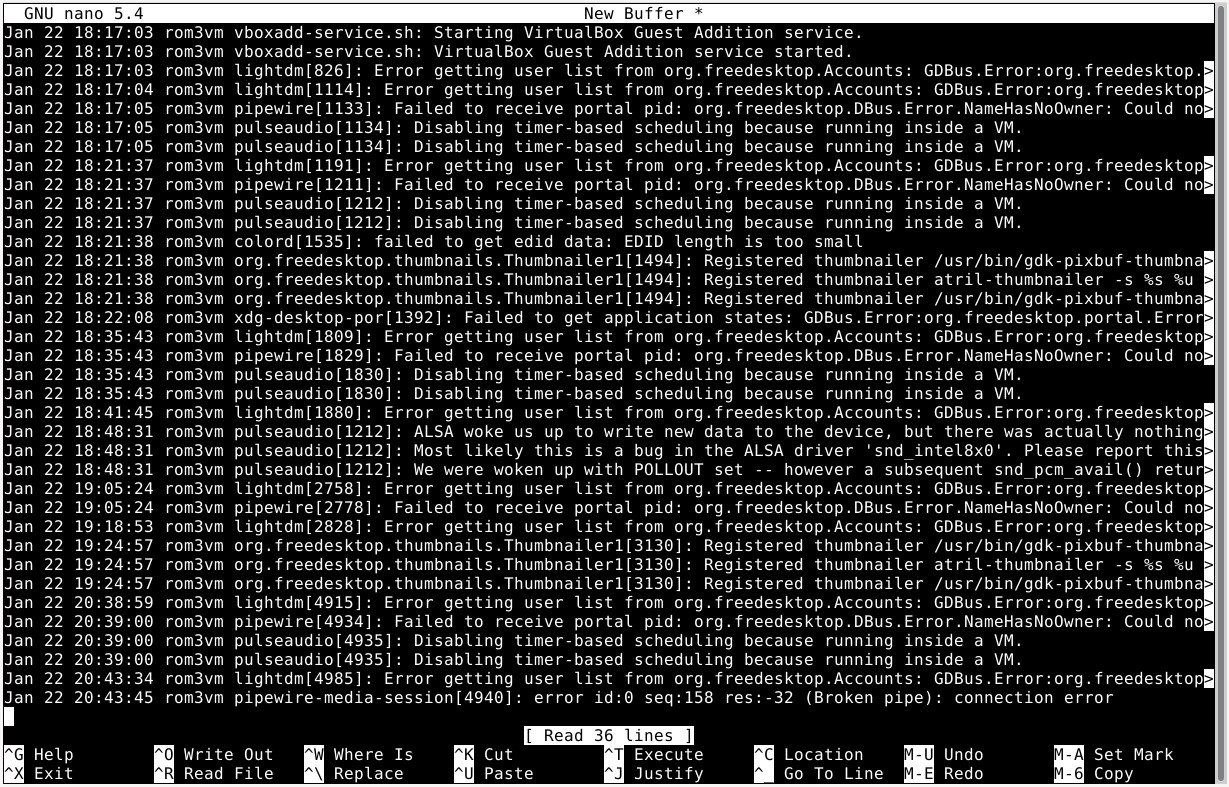 GNU nano 5.4 New Buffer *
Jan 22 18:17:03 rom3vm vboxadd-service.sh: Starting VirtualBox Guest Addition service.
Jan 22 18:17:03 rom3vm vboxadd-service.sh: VirtualBox Guest Addition service started.
Jan 22 18:17:03 rom3vm lightdm[826]: Error getting user list from org.freedesktop.Accounts: GDBus.Error:org.freedesktop.>
Jan 22 18:17:04 rom3vm lightdm[1114]: Error getting user list from org.freedesktop.Accounts: GDBus.Error:org.freedesktop>
Jan 22 18:17:05 rom3vm pipewire[1133]: Failed to receive portal pid: org.freedesktop.DBus.Error.NameHasNoOwner: Could no>
Jan 22 18:17:05 rom3vm pulseaudio[1134]: Disabling timer-based scheduling because running inside a VM.
Jan 22 18:17:05 rom3vm pulseaudio[1134]: Disabling timer-based scheduling because running inside a VM.
Jan 22 18:21:37 rom3vm lightdm[1191]: Error getting user list from org.freedesktop.Accounts: GDBus.Error:org.freedesktop>
Jan 22 18:21:37 rom3vm pipewire[1211]: Failed to receive portal pid: org.freedesktop.DBus.Error.NameHasNoOwner: Could no>
Jan 22 18:21:37 rom3vm pulseaudio[1212]: Disabling timer-based scheduling because running inside a VM.
Jan 22 18:21:37 rom3vm pulseaudio[1212]: Disabling timer-based scheduling because running inside a VM.
Jan 22 18:21:38 rom3vm colord[1535]: failed to get edid data: EDID length is too small
Jan 22 18:21:38 rom3vm org.freedesktop.thumbnails.Thumbnailer1[1494]: Registered thumbnailer /usr/bin/gdk-pixbuf-thumbna>
Jan 22 18:21:38 rom3vm org.freedesktop.thumbnails.Thumbnailer1[1494]: Registered thumbnailer atril-thumbnailer -s %s %u >
Jan 22 18:21:38 rom3vm org.freedesktop.thumbnails.Thumbnailer1[1494]: Registered thumbnailer /usr/bin/gdk-pixbuf-thumbna>
Jan 22 18:22:08 rom3vm xdg-desktop-por[1392]: Failed to get application states: GDBus.Error:org.freedesktop.portal.Error>
Jan 22 18:35:43 rom3vm lightdm[1809]: Error getting user list from org.freedesktop.Accounts: GDBus.Error:org.freedesktop>
Jan 22 18:35:43 rom3vm pipewire[1829]: Failed to receive portal pid: org.freedesktop.DBus.Error.NameHasNoOwner: Could no>
Jan 22 18:35:43 rom3vm pulseaudio[1830]: Disabling timer-based scheduling because running inside a VM.
Jan 22 18:35:43 rom3vm pulseaudio[1830]: Disabling timer-based scheduling because running inside a VM.
Jan 22 18:41:45 rom3vm lightdm[1880]: Error getting user list from org.freedesktop.Accounts: GDBus.Error:org.freedesktop>
Jan 22 18:48:31 rom3vm pulseaudio[1212]: ALSA woke us up to write new data to the device, but there was actually nothing>
Jan 22 18:48:31 rom3vm pulseaudio[1212]: Most likely this is a bug in the ALSA driver 'snd_intel8x0'. Please report this>
Jan 22 18:48:31 rom3vm pulseaudio[1212]: We were woken up with POLLOUT set -- however a subsequent snd_pcm_avail() retur>
Jan 22 19:05:24 rom3vm lightdm[2758]: Error getting user list from org.freedesktop.Accounts: GDBus.Error:org.freedesktop>
Jan 22 19:05:24 rom3vm pipewire[2778]: Failed to receive portal pid: org.freedesktop.DBus.Error.NameHasNoOwner: Could no>
Jan 22 19:18:53 rom3vm lightdm[2828]: Error getting user list from org.freedesktop.Accounts: GDBus.Error:org.freedesktop>
Jan 22 19:24:57 rom3vm org.freedesktop.thumbnails.Thumbnailer1[3130]: Registered thumbnailer /usr/bin/gdk-pixbuf-thumbna>
Jan 22 19:24:57 rom3vm org.freedesktop.thumbnails.Thumbnailer1[3130]: Registered thumbnailer atril-thumbnailer -s %s %u >
Jan 22 19:24:57 rom3vm org.freedesktop.thumbnails.Thumbnailer1[3130]: Registered thumbnailer /usr/bin/gdk-pixbuf-thumbna>
Jan 22 20:38:59 rom3vm lightdm[4915]: Error getting user list from org.freedesktop.Accounts: GDBus.Error:org.freedesktop>
Jan 22 20:39:00 rom3vm pipewire[4934]: Failed to receive portal pid: org.freedesktop.DBus.Error.NameHasNoOwner: Could no>
Jan 22 20:39:00 rom3vm pulseaudio[4935]: Disabling timer-based scheduling because running inside a VM.
Jan 22 20:39:00 rom3vm pulseaudio[4935]: Disabling timer-based scheduling because running inside a VM.
Jan 22 20:43:34 rom3vm lightdm[4985]: Error getting user list from org.freedesktop.Accounts: GDBus.Error:org.freedesktop>
Jan 22 20:43:45 rom3vm pipewire-media-session[4940]: error id:0 seq:158 res:-32 (Broken pipe): connection error
[ Read 36 lines ]
^G Help ^O Write Out ^W Where Is ^K Cut ^T Execute ^C Location M-U Undo M-A Set Mark
^X Exit ^R Read File ^\ Replace ^U Paste ^J Justify ^_ Go To Line M-E Redo M-6 Copy